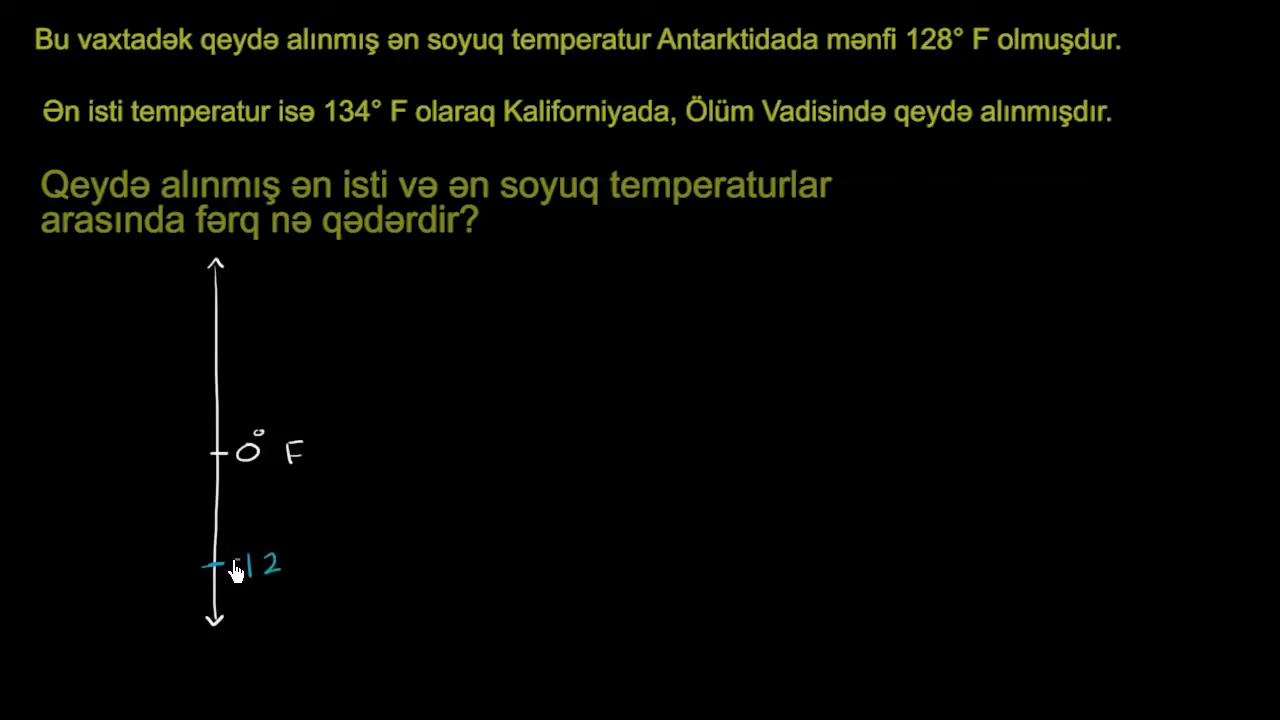 Bu vaxtadək qeydə alınmış ən soyuq temperatur Antarktidada mənfi 128° F olmuşdur.
Ən isti temperatur isə 134° F olaraq Kaliforniyada, Ölüm Vadisində qeydə alınmışdır.
Qeydə alınmış ən isti və ən soyuq temperaturlar
arasında fərq nə qədərdir?
0° F
-12